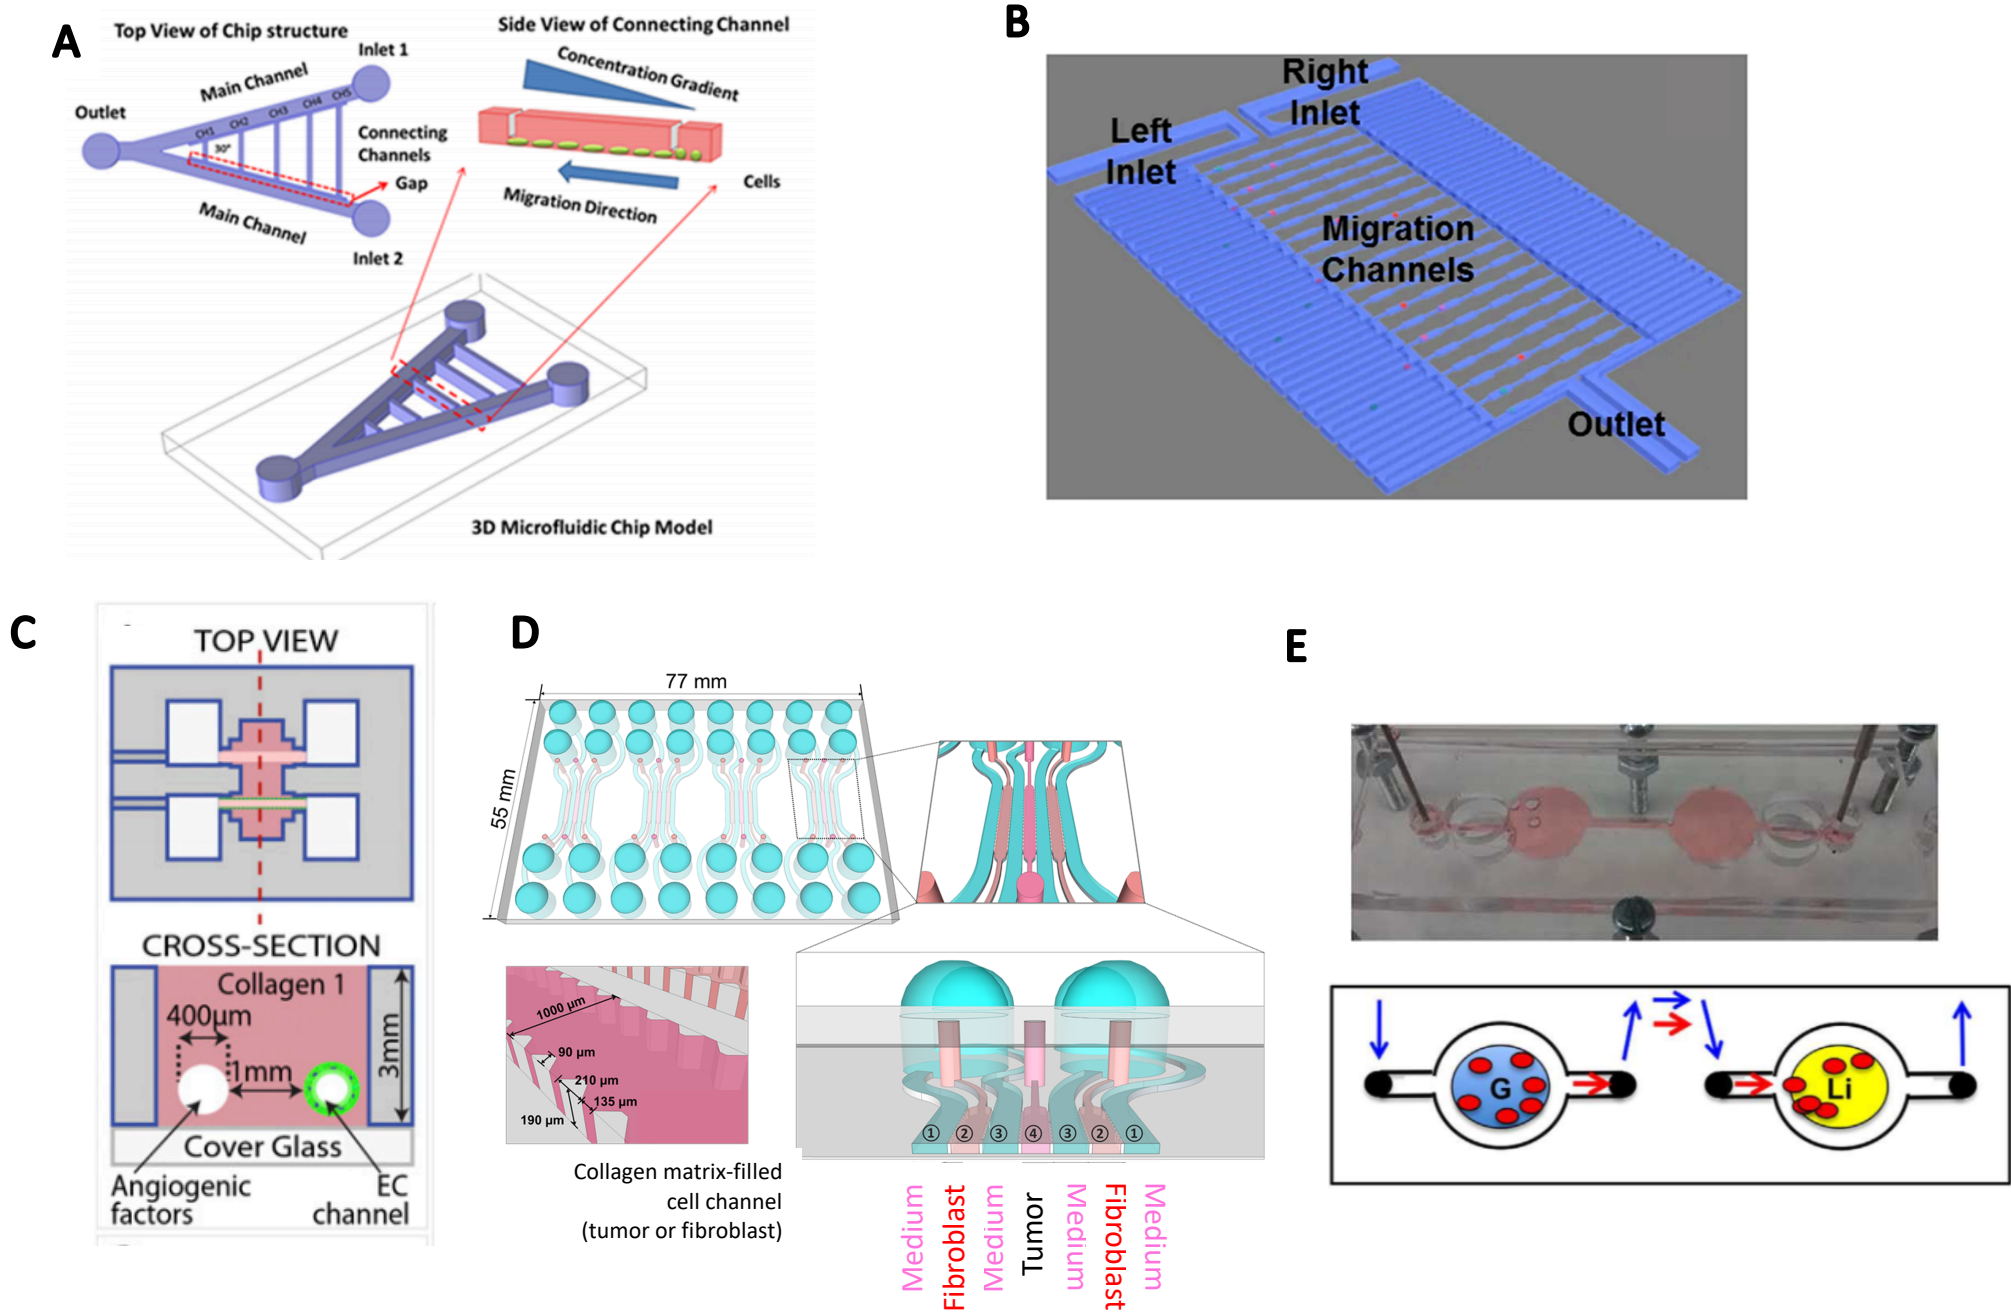 A
Top View of Chip structure
Side View of Connecting Channel
Inlet 1
Main Channel
Outlet
CH1
CH2
CH3
CH4
CH5
30°
Connecting
Channels
Gap
Main Channel
Inlet 2
Concentration Gradient
Migration Direction
Cells
3D Microfluidic Chip Model
B
Right
Inlet
Left
Inlet
Migration
Channels
Outlet
C
TOP VIEW
CROSS-SECTION
Collagen 1
400µm
1mm
3mm
Cover Glass
Angiogenic
factors
EC
channel
D
77 mm
55 mm
1000 µm
90 µm
210 µm
135 µm
190 µm
Collagen matrix-filled
cell channel
(tumor or fibroblast)
① ② ③ ④ ③ ② ①
Medium
Fibroblast
Medium
Tumor
Medium
Fibroblast
Medium
E
G
Li